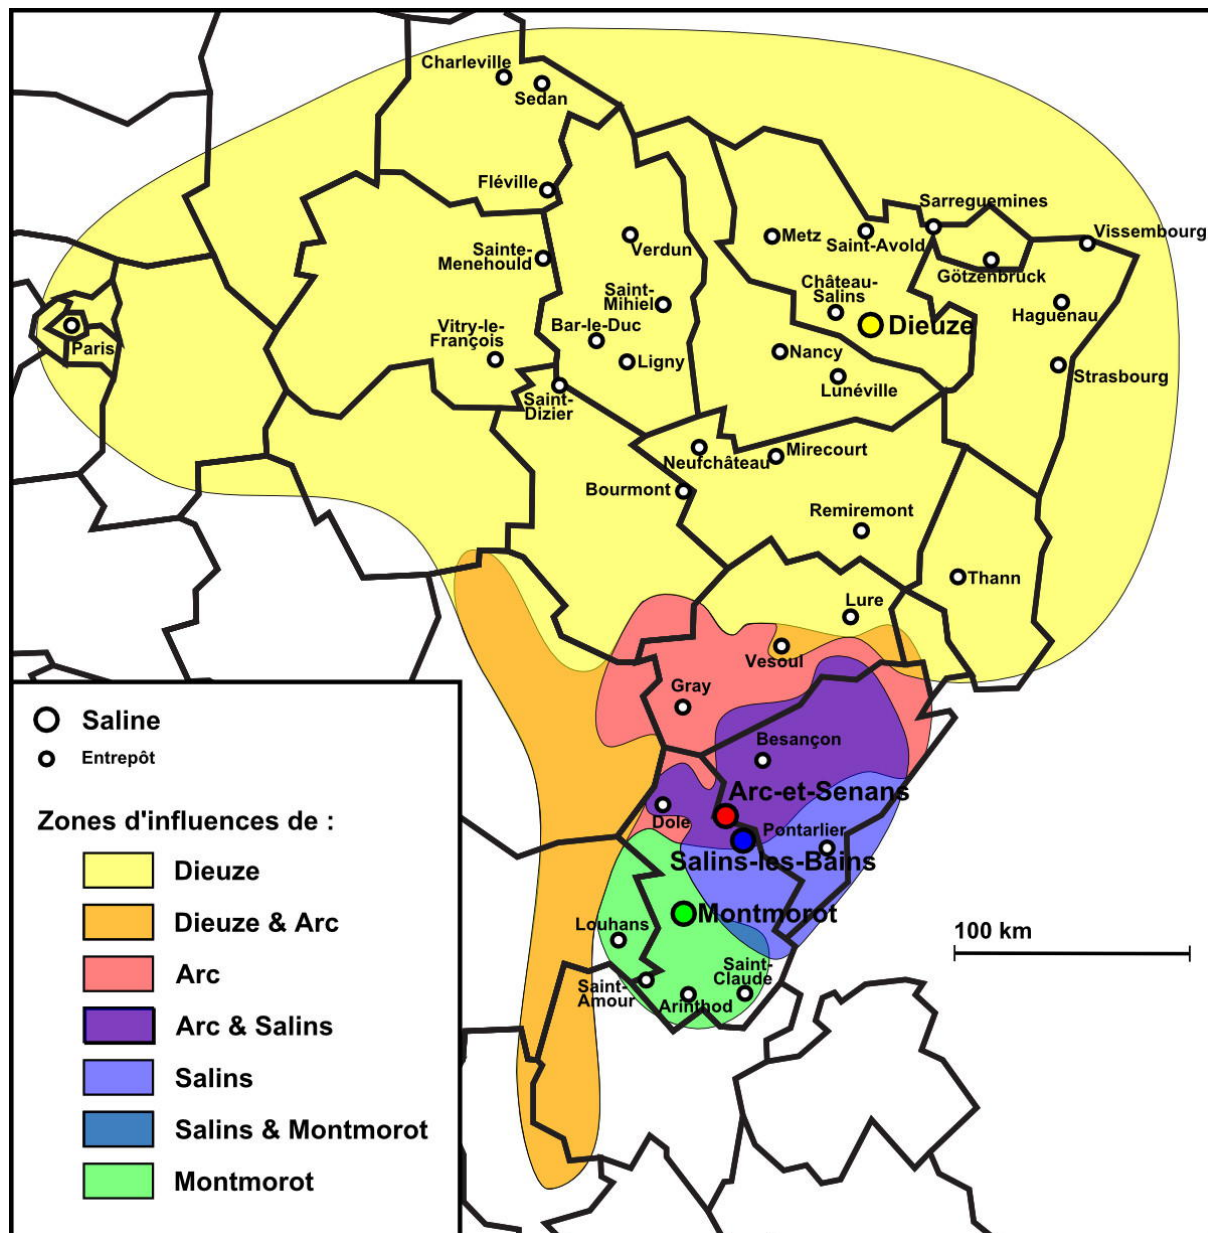 Charleville
Sedan
Fléville
Sarreguemines
Vissembourg
Metz
Saint-Avold
Verdun
Sainte-
Menehould
Götzenbruck
Château-
Salins
Saint-
Mihiel
Haguenau
Dieuze
Bar-le-Duc
Vitry-le-
François
Paris
Nancy
Ligny
Strasbourg
Lunéville
Saint-
Dizier
Mirecourt
Neufchâteau
Bourmont
Remiremont
Thann
Lure
Vesoul
Gray
Besançon
Arc-et-Senans
Dole
Pontarlier
Salins-les-Bains
Montmorot
Louhans
Saint-
Claude
Saint-
Amour
Arinthod
100 km
Saline
Entrepôt
Zones d'influences de :
Dieuze
Dieuze & Arc
Arc
Arc & Salins
Salins
Salins & Montmorot
Montmorot